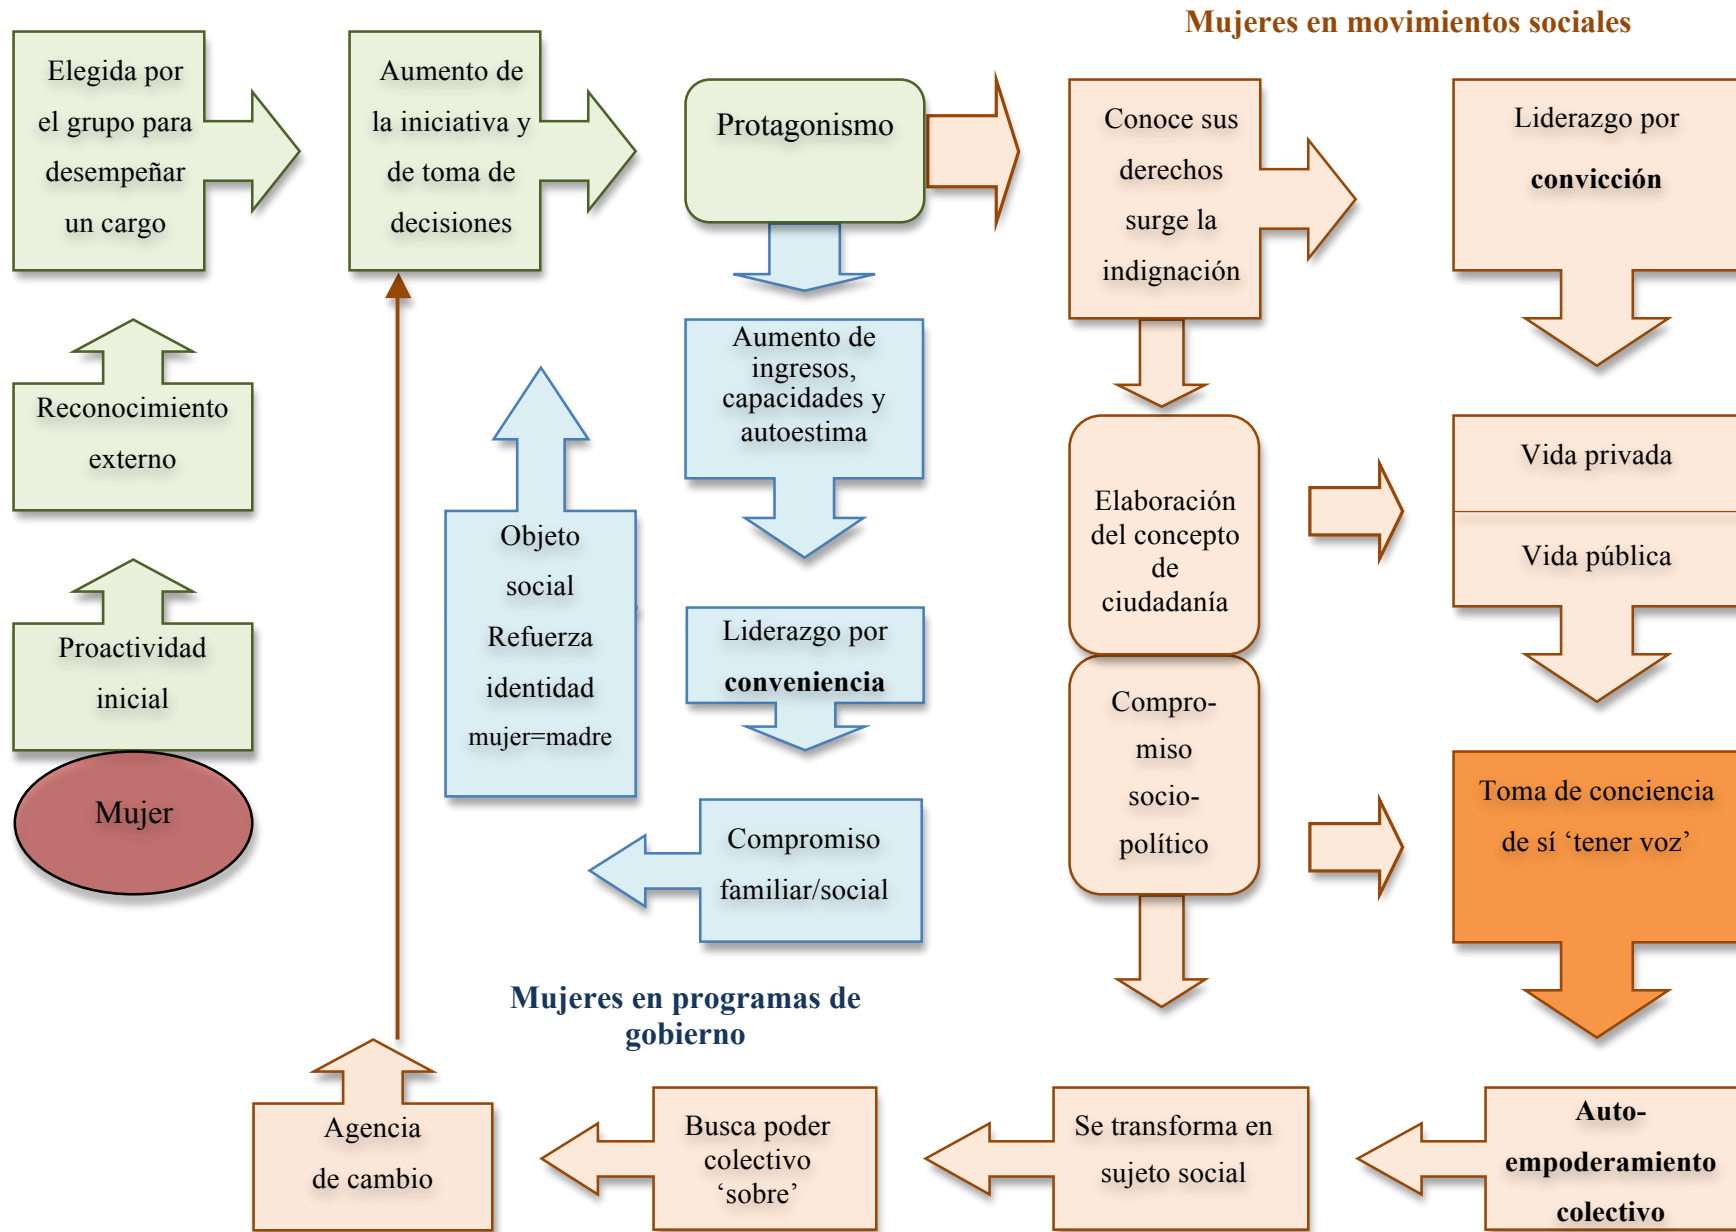 Mujeres en movimientos sociales
Elegida por
el grupo para
desempeñar
un cargo
Aumento de
la iniciativa y
de toma de
decisiones
Protagonismo
Conoce sus
derechos
surge la
indignación
Liderazgo por
convicción
Reconocimiento
externo
Aumento de
ingresos,
capacidades y
autoestima
Elaboración
del concepto
de
ciudadanía
Vida privada
Vida pública
Proactividad
inicial
Objeto
social
Refuerza
identidad
mujer=madre
Liderazgo por
conveniencia
Compro-
miso
socio-
político
Toma de conciencia
de sí ‘tener voz’
Mujer
Compromiso
familiar/social
Mujeres en programas de
gobierno
Agencia
de cambio
Busca poder
colectivo
‘sobre’
Se transforma en
sujeto social
Auto-
empoderamiento
colectivo